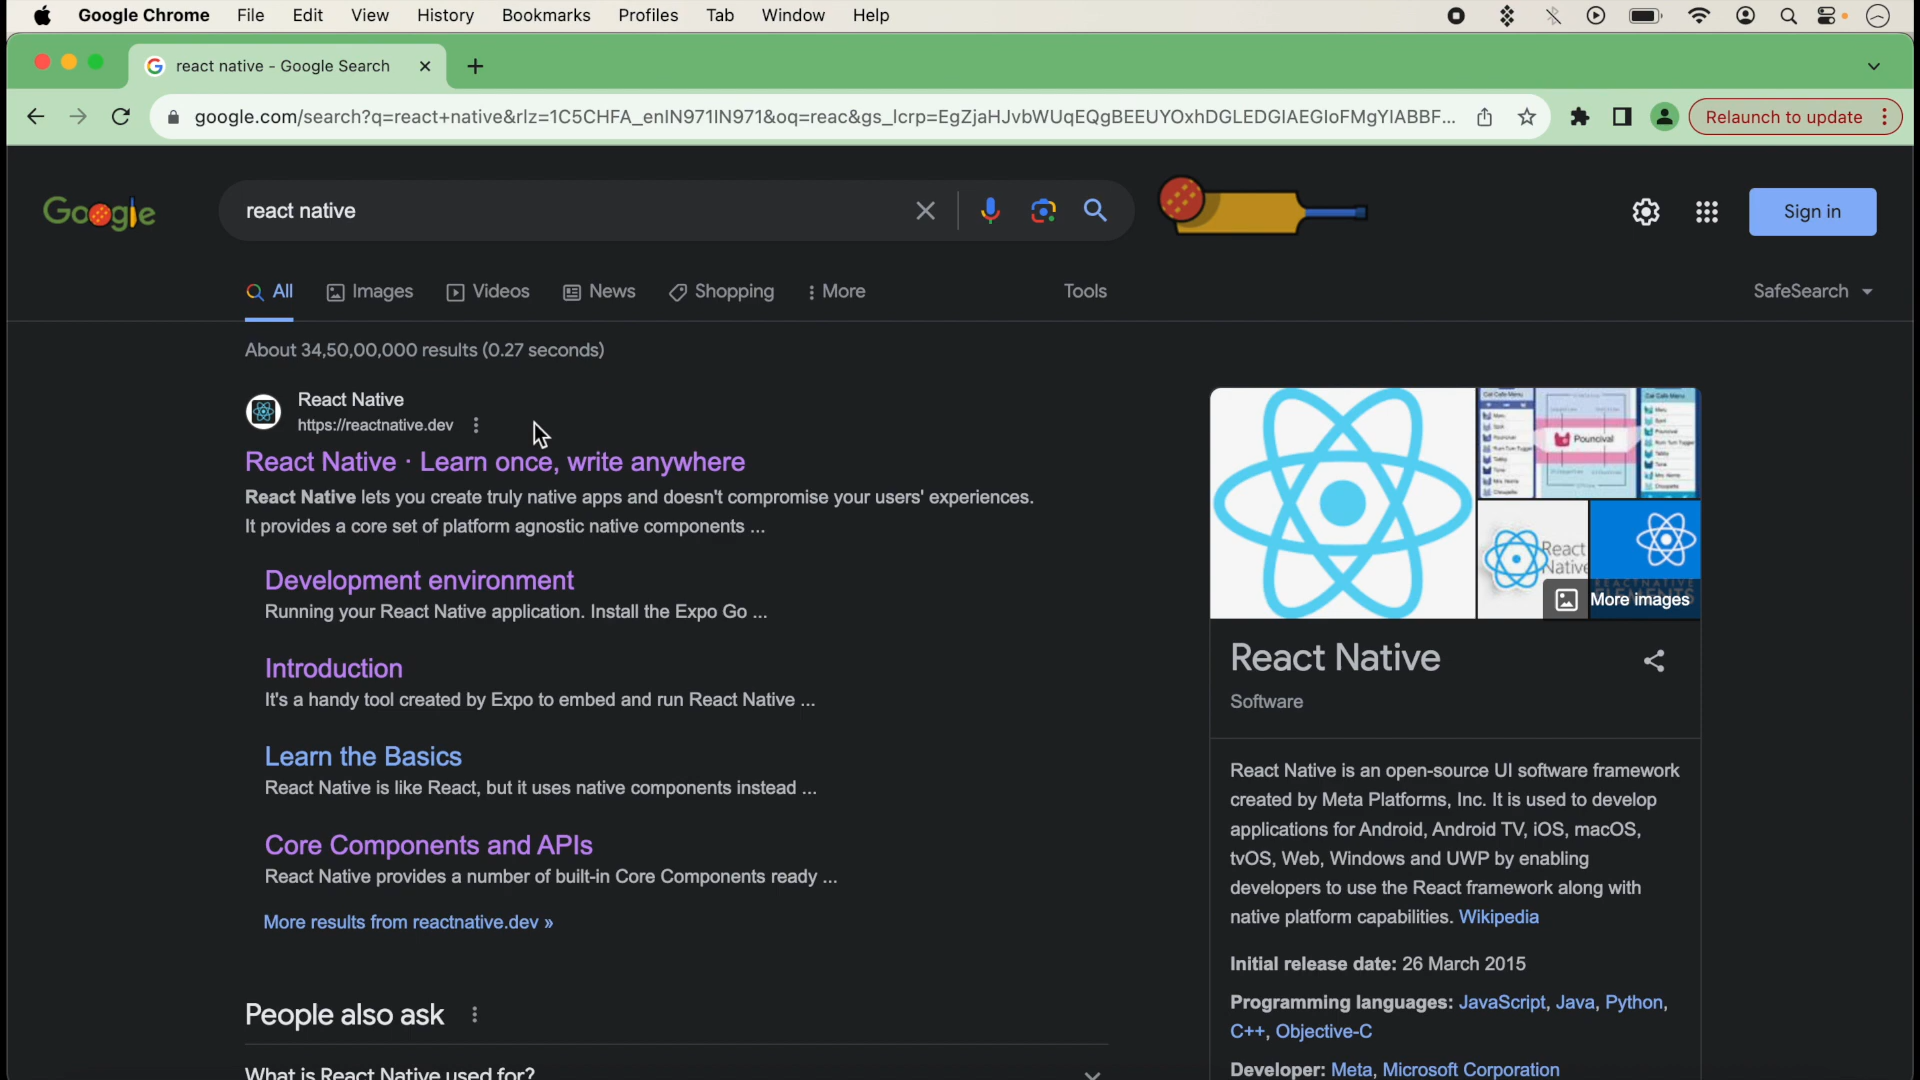 Google Chrome File Edit View History Bookmarks Profiles Tab Window Help
react native - Google Search
google.com/search?q=react+native&rlz=1C5CHFA_enIN971IN971&oq=reac&gs_lcrp=EgZjaHJvbWUqEQgBEEUYOxhDGLEDGIAEGIoFMgYIABBF...
Relaunch to update
Google
react native
Sign in
All Images Videos News Shopping More Tools SafeSearch
About 34,50,00,000 results (0.27 seconds)
React Native
https://reactnative.dev
React Native · Learn once, write anywhere
React Native lets you create truly native apps and doesn't compromise your users' experiences.
It provides a core set of platform agnostic native components ...
Development environment
Running your React Native application. Install the Expo Go ...
Introduction
It's a handy tool created by Expo to embed and run React Native ...
Learn the Basics
React Native is like React, but it uses native components instead ...
Core Components and APIs
React Native provides a number of built-in Core Components ready ...
More results from reactnative.dev »
People also ask
What is React Native used for?
Pouncival
React
Native
More images
React Native
Software
React Native is an open-source UI software framework
created by Meta Platforms, Inc. It is used to develop
applications for Android, Android TV, iOS, macOS,
tvOS, Web, Windows and UWP by enabling
developers to use the React framework along with
native platform capabilities. Wikipedia
Initial release date: 26 March 2015
Programming languages: JavaScript, Java, Python,
C++, Objective-C
Developer: Meta, Microsoft Corporation